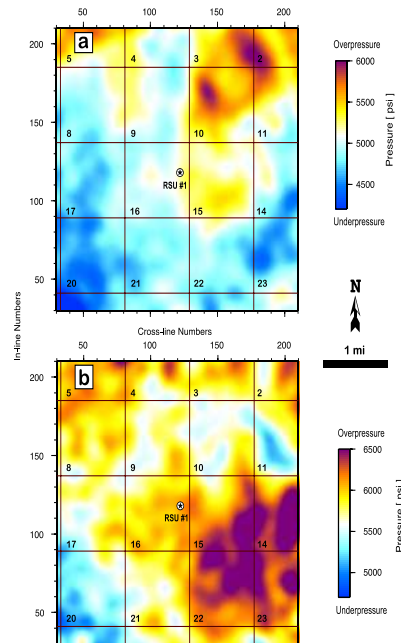 50 100 150 200
a
200
150
100
50
5 4 3 2
8 9 10 11
RSU #1
17 16 15 14
20 21 22 23
Overpressure
6000
5500
5000
4500
Pressure [ psi ]
Underpressure
In-line Numbers
Cross-line Numbers
50 100 150 200
N
1 mi
b
200
150
100
50
5 4 3 2
8 9 10 11
RSU #1
17 16 15 14
20 21 22 23
Overpressure
6500
6000
5500
5000
Pressure [ psi ]
Underpressure